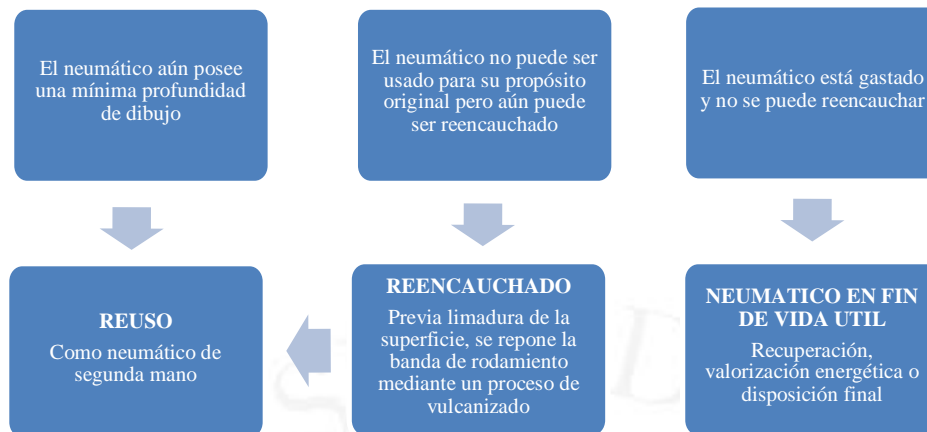 El neumático aún posee
una mínima profundidad
de dibujo
El neumático no puede ser
usado para su propósito
original pero aún puede
ser reencauchado
El neumático está gastado
y no se puede reencauchar
REUSO
Como neumático de
segunda mano
REENCAUCHADO
Previa limadura de la
superficie, se repone la
banda de rodamiento
mediante un proceso de
vulcanizado
NEUMATICO EN FIN
DE VIDA UTIL
Recuperación,
valorización energética o
disposición final